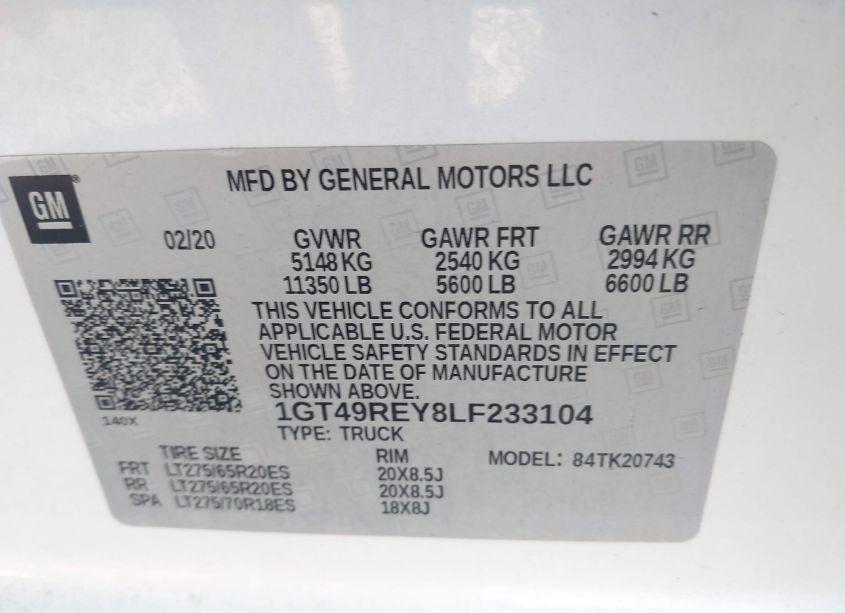 GM®
MFD BY GENERAL MOTORS LLC
02/20 GVWR GAWR FRT GAWR RR
5148 KG 2540 KG 2994 KG
11350 LB 5600 LB 6600 LB
THIS VEHICLE CONFORMS TO ALL
APPLICABLE U.S. FEDERAL MOTOR
VEHICLE SAFETY STANDARDS IN EFFECT
ON THE DATE OF MANUFACTURE
SHOWN ABOVE.
140X
1GT49REY8LF233104
TYPE: TRUCK
TIRE SIZE RIM MODEL: 84TK20743
FRT LT275/65R20ES 20X8.5J
RR LT275/65R20ES 20X8.5J
SPA LT275/70R18ES 18X8J